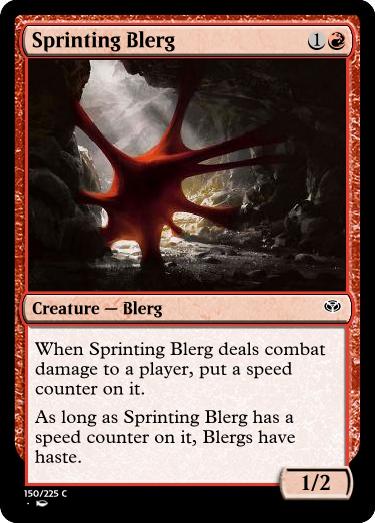 Sprinting Blerg
1
Creature — Blerg
When Sprinting Blerg deals combat
damage to a player, put a speed
counter on it.
As long as Sprinting Blerg has a
speed counter on it, Blergs have
haste.
1/2
150/225 C